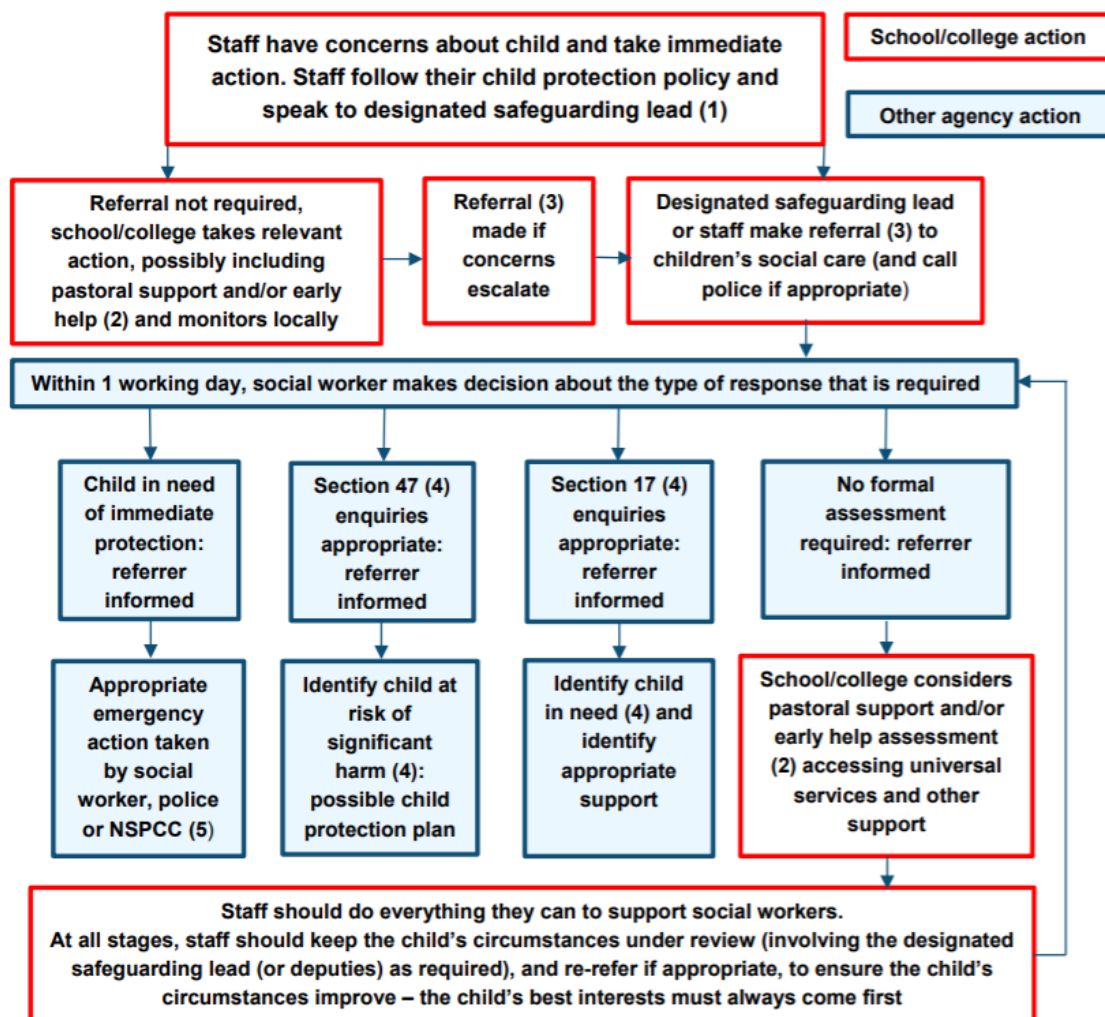 Staff have concerns about child and take immediate
action. Staff follow their child protection policy and
speak to designated safeguarding lead (1)
School/college action
Other agency action
Referral not required,
school/college takes relevant
action, possibly including
pastoral support and/or early
help (2) and monitors locally
Referral (3)
made if
concerns
escalate
Designated safeguarding lead
or staff make referral (3) to
children’s social care (and call
police if appropriate)
Within 1 working day, social worker makes decision about the type of response that is required
Child in need
of immediate
protection:
referrer
informed
Section 47 (4)
enquiries
appropriate:
referrer
informed
Section 17 (4)
enquiries
appropriate:
referrer
informed
No formal
assessment
required: referrer
informed
Appropriate
emergency
action taken
by social
worker, police
or NSPCC (5)
Identify child at
risk of
significant
harm (4):
possible child
protection plan
Identify child
in need (4) and
identify
appropriate
support
School/college considers
pastoral support and/or
early help assessment
(2) accessing universal
services and other
support
Staff should do everything they can to support social workers.
At all stages, staff should keep the child’s circumstances under review (involving the designated
safeguarding lead (or deputies) as required), and re-refer if appropriate, to ensure the child’s
circumstances improve – the child’s best interests must always come first